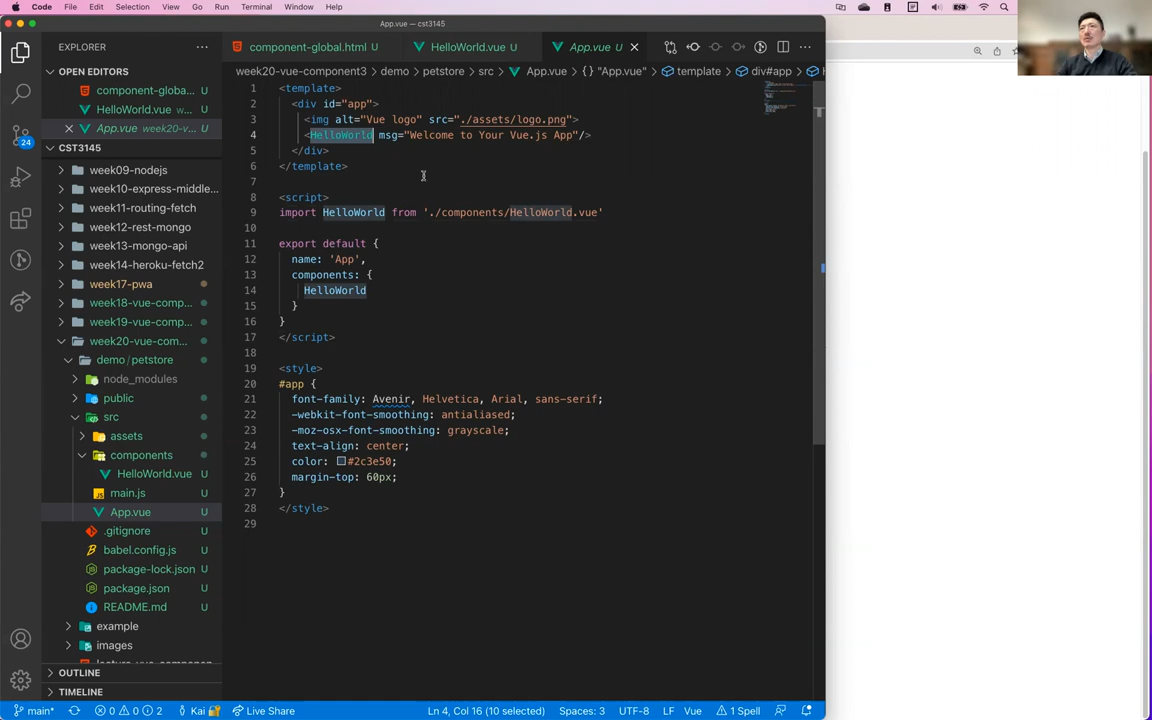 Code File Edit Selection View Go Run Terminal Window Help
App.vue — cst3145
EXPLORER
OPEN EDITORS
component-globa...
HelloWorld.vue U
App.vue week20-v... U
CST3145
week09-nodejs
week10-express-middle...
week11-routing-fetch
week12-rest-mongo
week13-mongo-api
week14-heroku-fetch2
week17-pwa
week18-vue-comp...
week19-vue-comp...
week20-vue-com...
demo/petstore
node_modules
public
src
assets
components
HelloWorld.vue U
main.js U
App.vue U
.gitignore U
babel.config.js U
package-lock.json U
package.json U
README.md U
example
images
OUTLINE
TIMELINE
24
component-global.html U
HelloWorld.vue U
App.vue U
week20-vue-component3 > demo > petstore > src > App.vue > {} "App.vue" > template > div#app >
1 <template>
2 <div id="app">
3 <img alt="Vue logo" src="./assets/logo.png">
4 <HelloWorld msg="Welcome to Your Vue.js App"/>
5 </div>
6 </template>
7
8 <script>
9 import HelloWorld from './components/HelloWorld.vue'
10
11 export default {
12 name: 'App',
13 components: {
14 HelloWorld
15 }
16 }
17 </script>
18
19 <style>
20 #app {
21 font-family: Avenir, Helvetica, Arial, sans-serif;
22 -webkit-font-smoothing: antialiased;
23 -moz-osx-font-smoothing: grayscale;
24 text-align: center;
25 color: #2c3e50;
26 margin-top: 60px;
27 }
28 </style>
29
main* 0 0 2 Kai Live Share Ln 4, Col 16 (10 selected) Spaces: 3 UTF-8 LF Vue 1 Spell